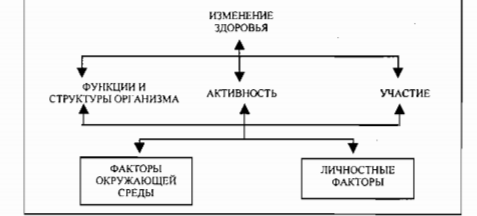 ИЗМЕНЕНИЕ
ЗДОРОВЬЯ
ФУНКЦИИ И
СТРУКТУРЫ ОРГАНИЗМА
АКТИВНОСТЬ
УЧАСТИЕ
ФАКТОРЫ
ОКРУЖАЮЩЕЙ
СРЕДЫ
ЛИЧНОСТНЫЕ
ФАКТОРЫ